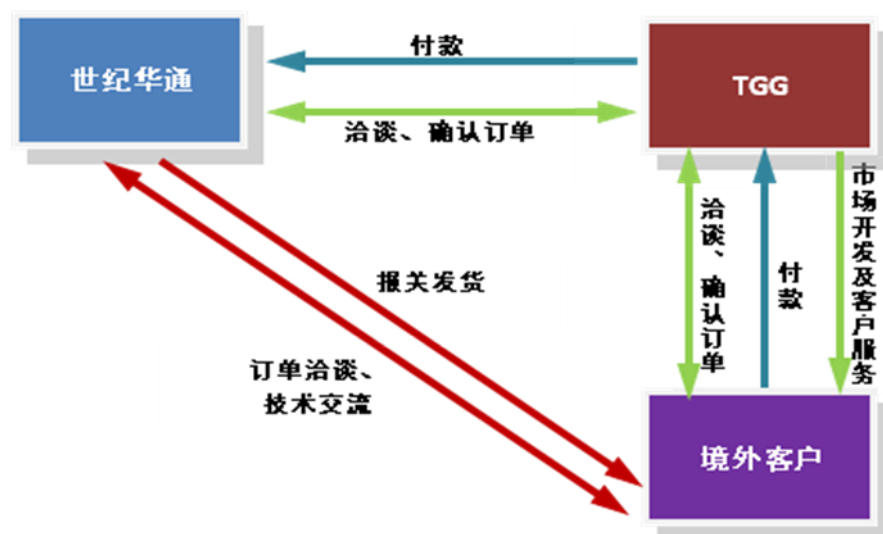 付款
世纪华通
TGG
洽谈、确认订单
洽谈、确认订单
付款
市场开发及客户服务
报关发货
订单洽谈、
技术交流
境外客户